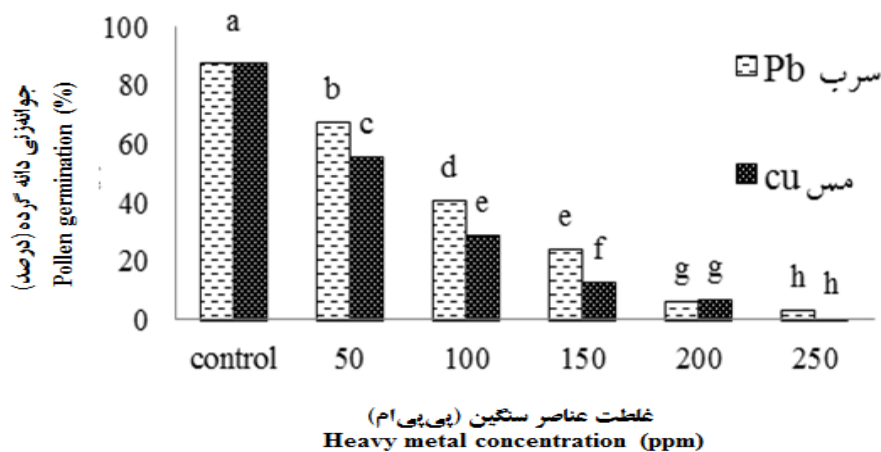 جوانه‌زنی دانه گرده (درصد)
Pollen germination (%)
100
80
60
40
20
0
a
b
c
d
e
e
f
g
g
h
h
سرب Pb
مس cu
control
50
100
150
200
250
غلطت عناصر سنگین (پی‌پی‌ام)
Heavy metal concentration (ppm)